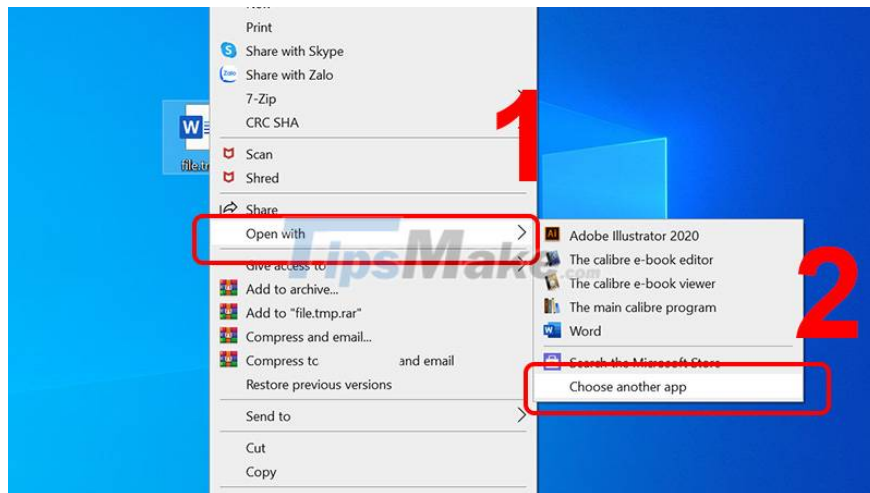 Print
Share with Skype
Share with Zalo
7-Zip
CRC SHA
1
Scan
Shred
Share
Open with
Give access to
Add to archive...
Add to "file.tmp.rar"
Compress and email...
Compress to and email
Restore previous versions
Send to
Cut
Copy
TipsMake.com
Adobe Illustrator 2020
The calibre e-book editor
The calibre e-book viewer
The main calibre program
Word
Search the Microsoft Store
Choose another app
2